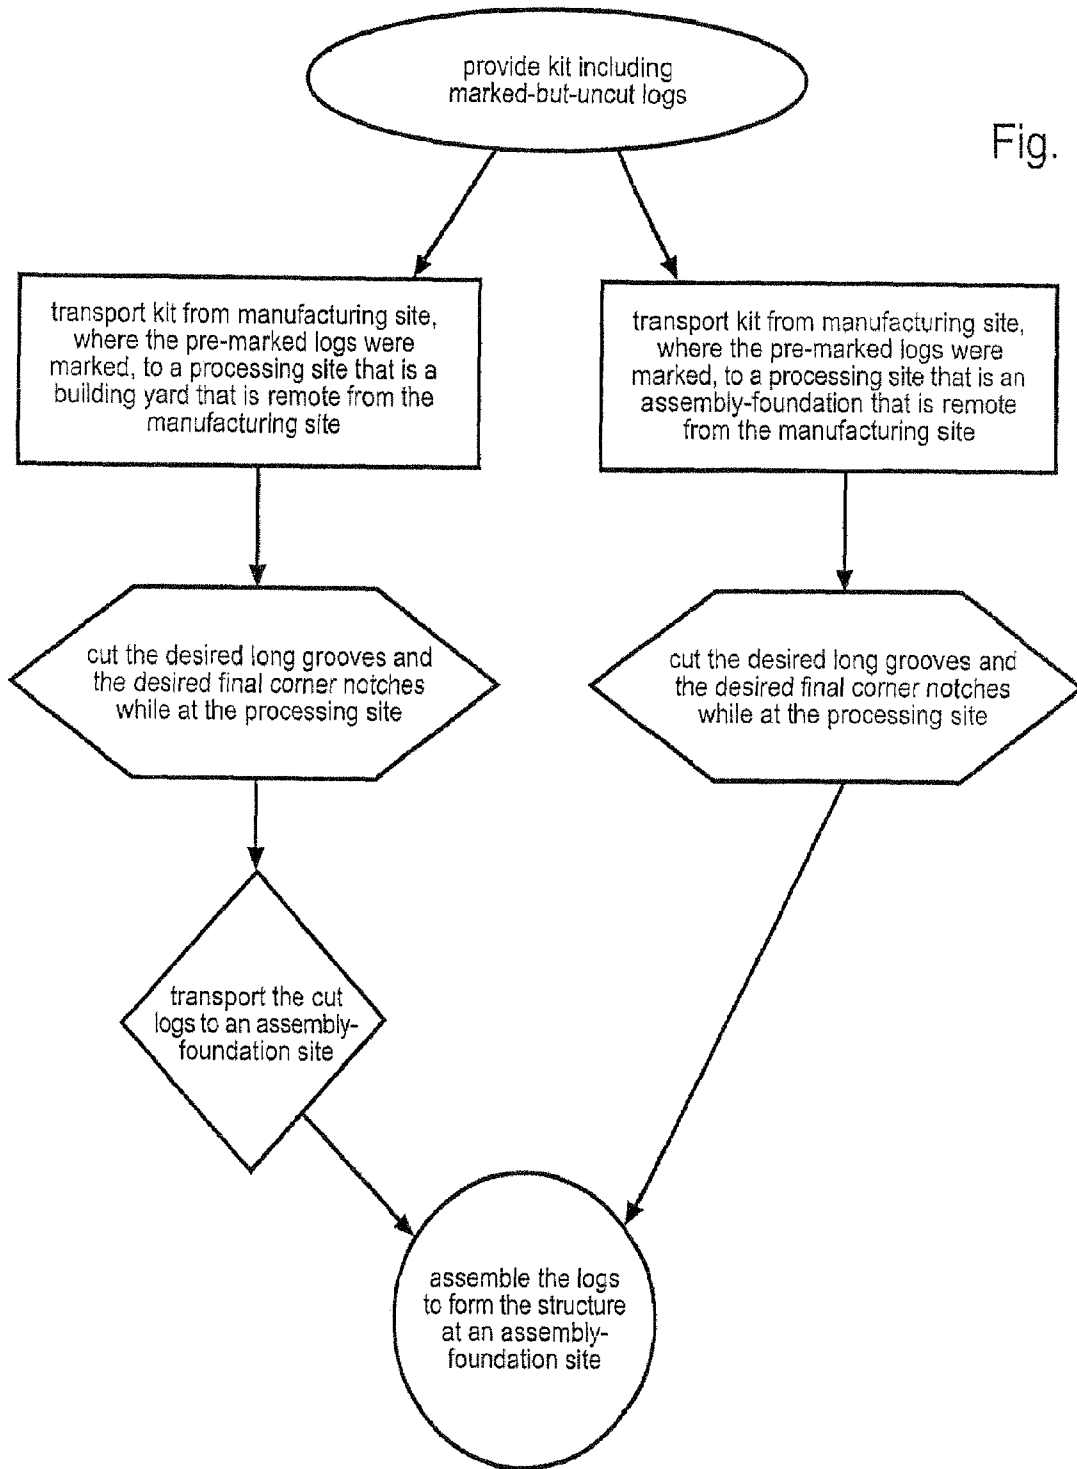 provide kit including
marked-but-uncut logs
Fig.
transport kit from manufacturing site,
where the pre-marked logs were
marked, to a processing site that is a
building yard that is remote from the
manufacturing site
transport kit from manufacturing site,
where the pre-marked logs were
marked, to a processing site that is an
assembly-foundation that is remote
from the manufacturing site
cut the desired long grooves and
the desired final corner notches
while at the processing site
cut the desired long grooves and
the desired final corner notches
while at the processing site
transport the cut
logs to an assembly-
foundation site
assemble the logs
to form the structure
at an assembly-
foundation site